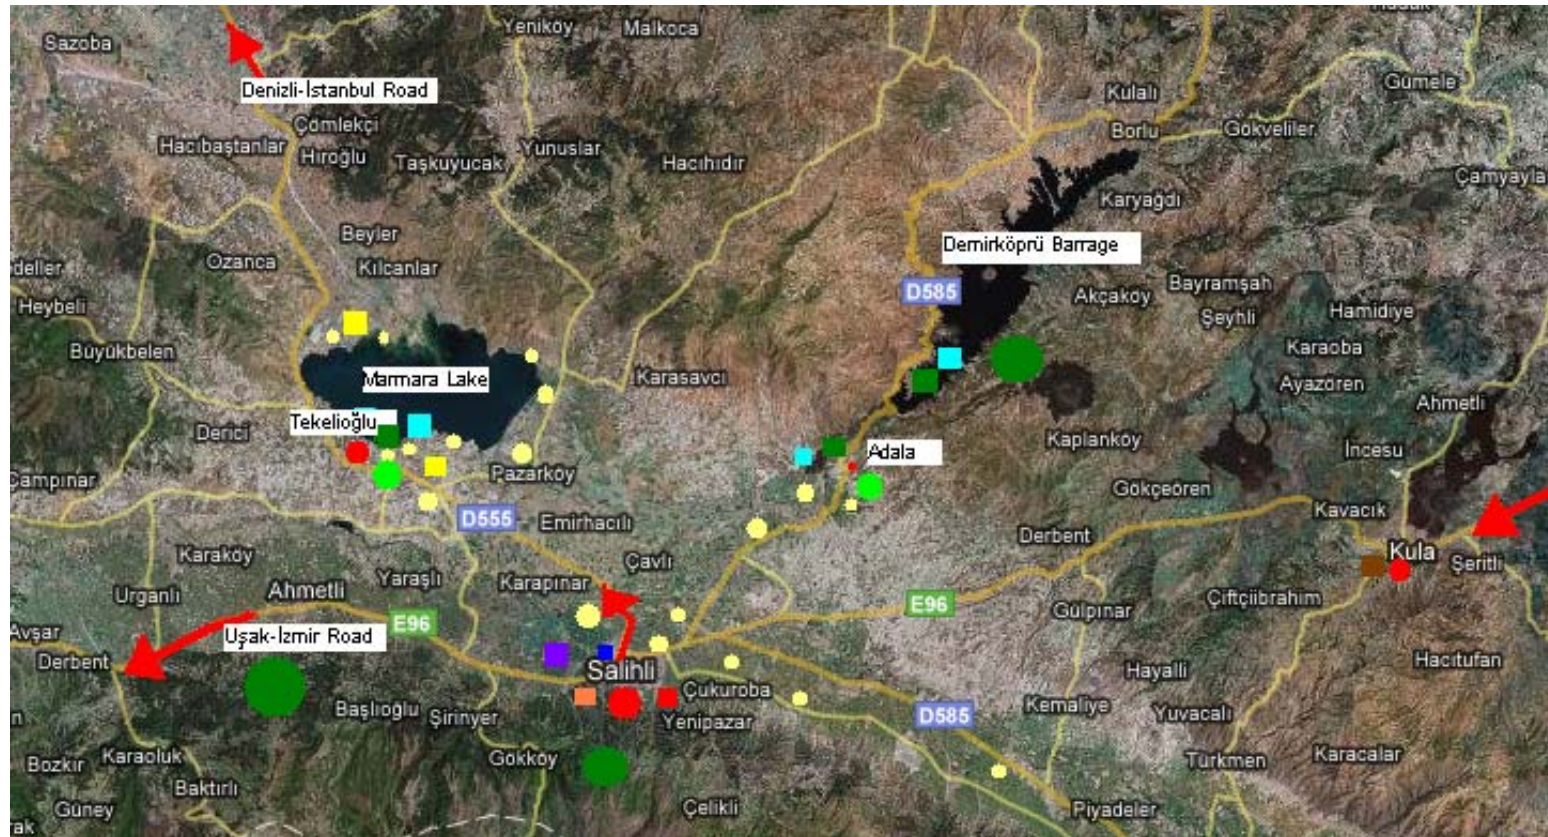 Yeniköy
Malkoca
Sazoba
Gümele
Denizli-İstanbul Road
Kulalı
Çömlekçi
Borlu
Gökveliler
Hacıbaştanlar
Hıroğlu
Taşkuyucak
Yunuslar
Hacıhıdır
Çamyayla
Karyağdı
Beyler
Demirköprü Barrage
Ozanca
Kılcanlar
D585
Akçaköy
Bayramşah
Heybeli
Şeyhli
Hamidiye
Büyükbelen
Karaoba
Marmara Lake
Karasavcı
Ayazören
Ahmetli
Tekelioğlu
Derici
Kaplanköy
Adala
İncesu
Pazarköy
Campınar
Gökçeören
D555
Emirhacılı
Kavacık
Derbent
Karaköy
Çavlı
Kula
Şeritli
Yaraşlı
Karapınar
Urganlı
Ahmetli
Çiftçiibrahim
E96
Gülpınar
E96
Avşar
Uşak-İzmir Road
Derbent
Salihli
Hayalli
Hacıtufan
Çukuroba
Başlıoğlu
Şirinyer
Yenipazar
D585
Kemaliye
Yuvacalı
Karaoluk
Bozkır
Gökköy
Türkmen
Karacalar
Baktırlı
Güney
Çelikli
Piyadeler